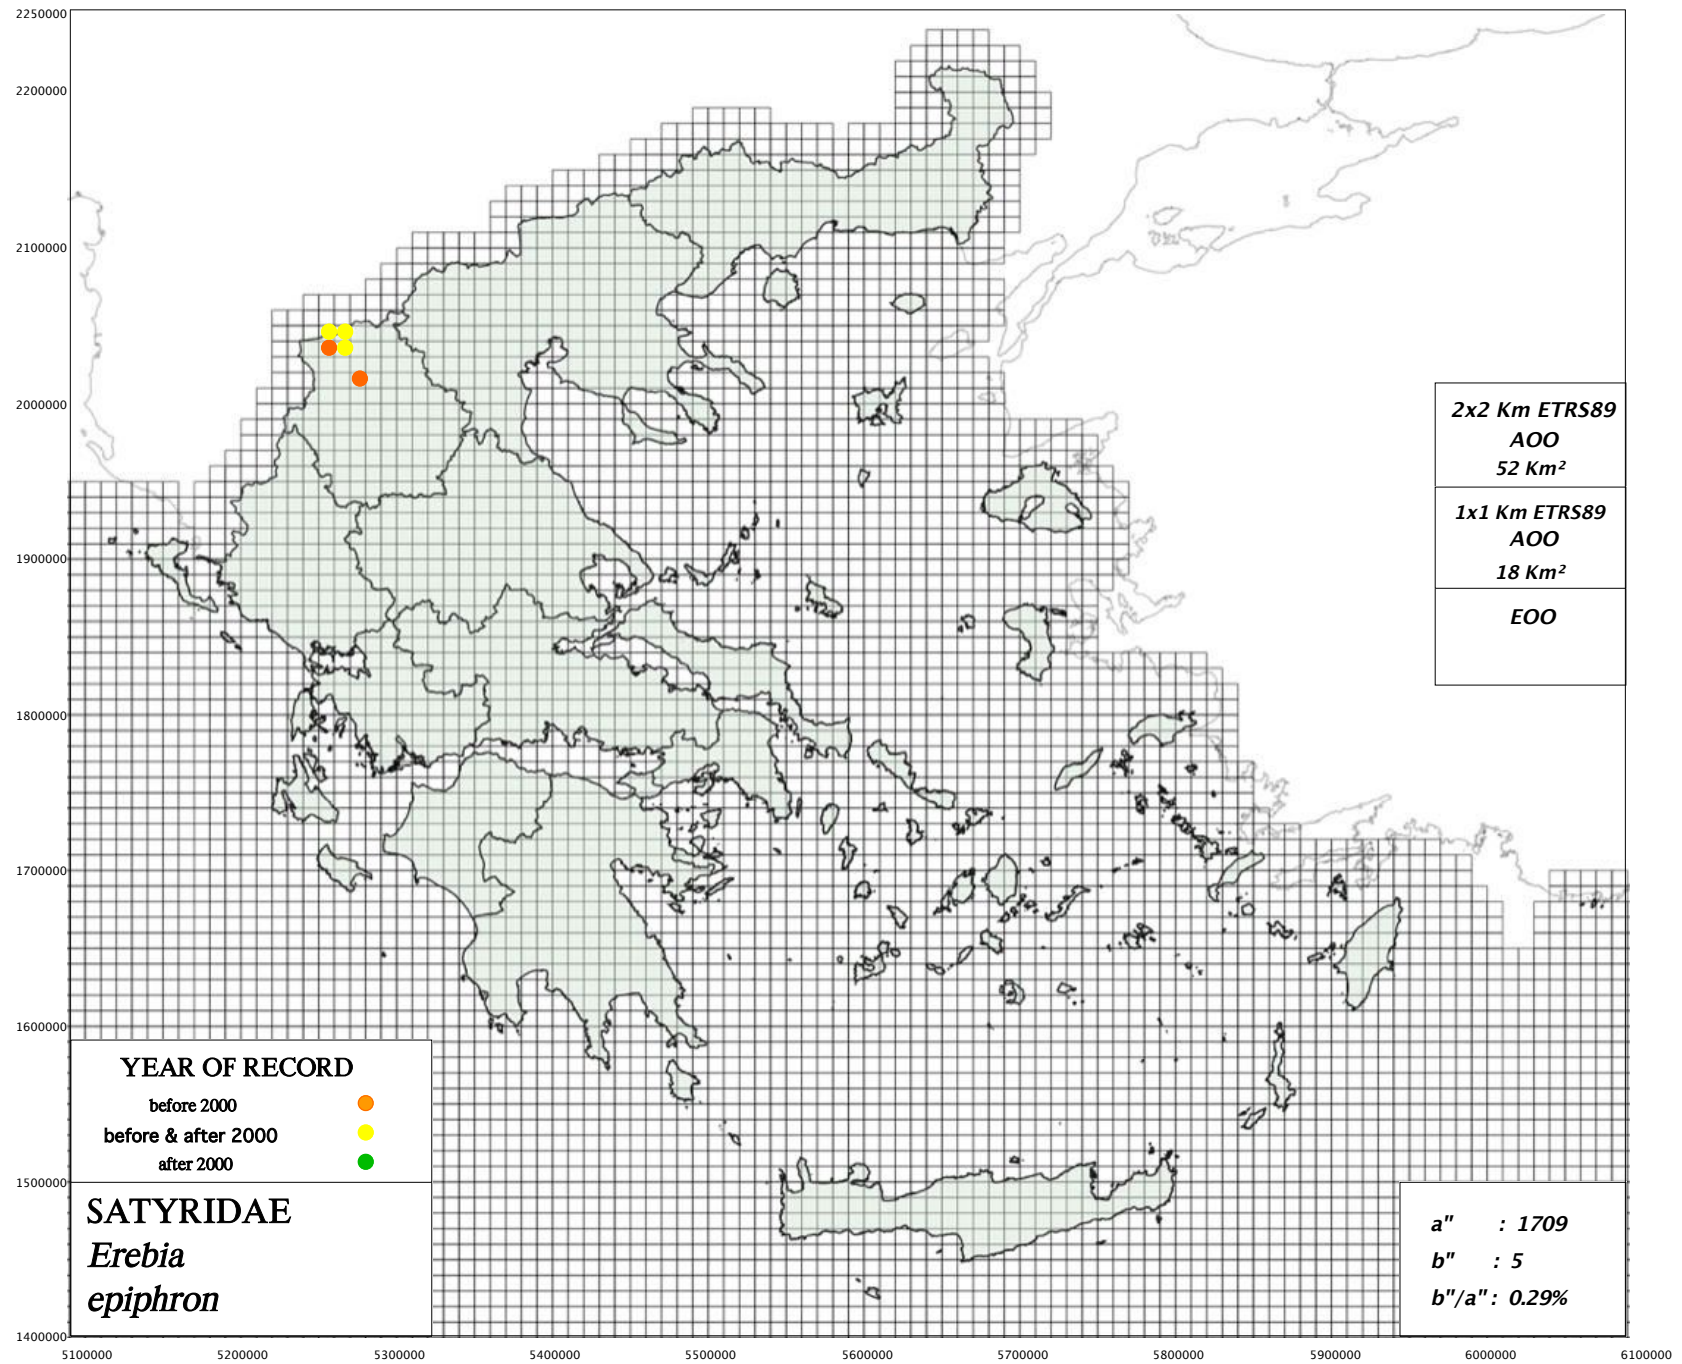 2250000
2200000
2100000
2000000
1900000
1800000
1700000
1600000
1500000
1400000
5100000 5200000 5300000 5400000 5500000 5600000 5700000 5800000 5900000 6000000 6100000
2x2 Km ETRS89
AOO
52 Km²
1x1 Km ETRS89
AOO
18 Km²
EOO
YEAR OF RECORD
before 2000
before & after 2000
after 2000
SATYRIDAE
Erebia
epiphron
a" : 1709
b" : 5
b"/a" : 0.29%